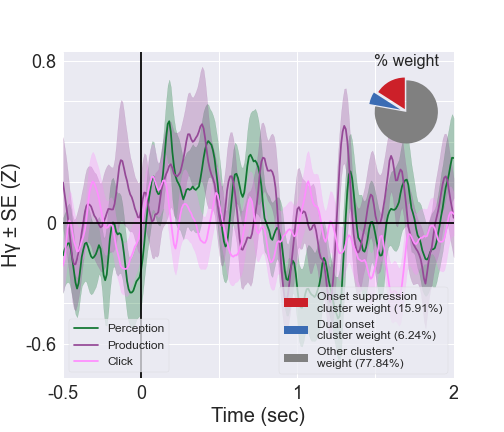 % weight
0.8
0
-0.6
Hγ ± SE (Z)
Perception
Production
Click
Onset suppression
cluster weight (15.91%)
Dual onset
cluster weight (6.24%)
Other clusters'
weight (77.84%)
-0.5 0 1 2
Time (sec)